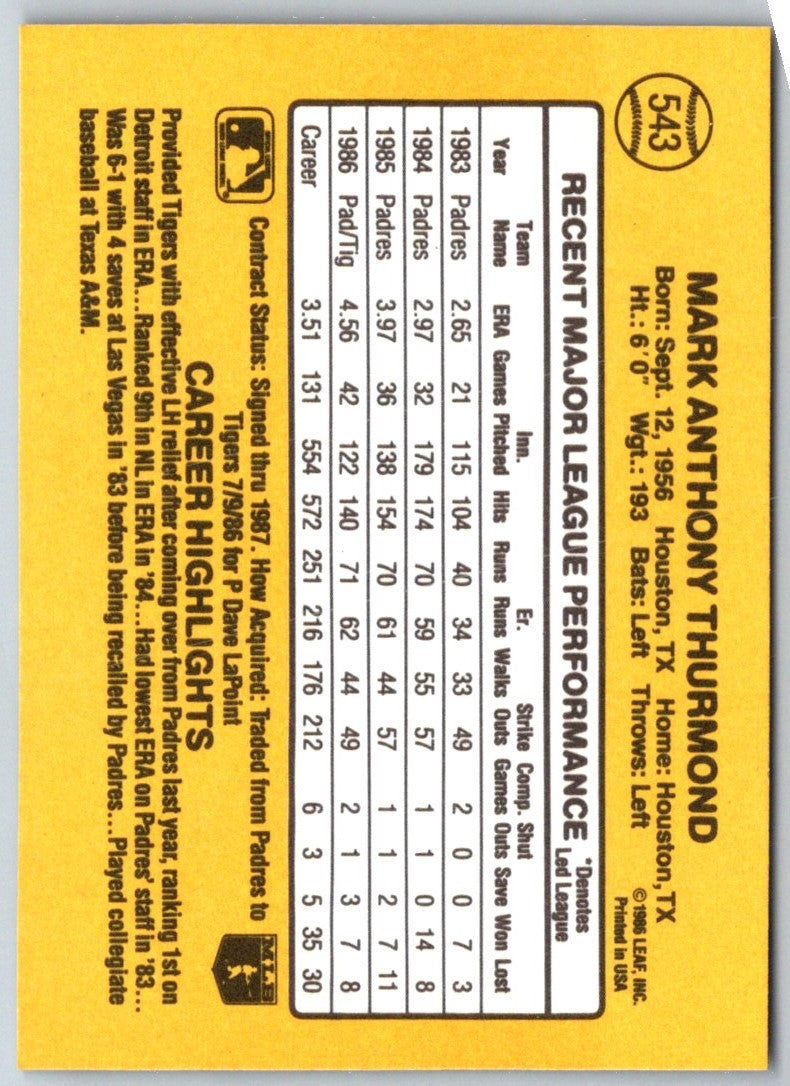 543
MARK ANTHONY THURMOND
Born: Sept. 12, 1956 Houston, TX Home: Houston, TX
Ht.: 6'0" Wgt.: 193 Bats: Left Throws: Left
©1986 LEAF, INC.
Printed in USA
RECENT MAJOR LEAGUE PERFORMANCE *Denotes
Led League
Team Inn. Er. Strike Comp. Shut
Year Name ERA Games Pitched Hits Runs Runs Walks Outs Games Outs Save Won Lost
1983 Padres 2.65 21 115 104 40 34 33 49 2 0 0 7 3
1984 Padres 2.97 32 179 174 70 59 55 57 1 1 0 14 8
1985 Padres 3.97 36 138 154 70 61 44 57 1 1 2 7 11
1986 Pad/Tig 4.56 42 122 140 71 62 44 49 2 1 3 7 8
Career 3.51 131 554 572 251 216 176 212 6 3 5 35 30
Contract Status: Signed thru 1987. How Acquired: Traded from Padres to
Tigers 7/9/86 for P Dave LaPoint
MLB
CAREER HIGHLIGHTS
Provided Tigers with effective LH relief after coming over from Padres last year, ranking 1st on
Detroit staff in ERA...Ranked 9th in NL in ERA in '84...Had lowest ERA on Padres' staff in '83...
Was 6-1 with 4 saves at Las Vegas in '83 before being recalled by Padres...Played collegiate
baseball at Texas A&M.